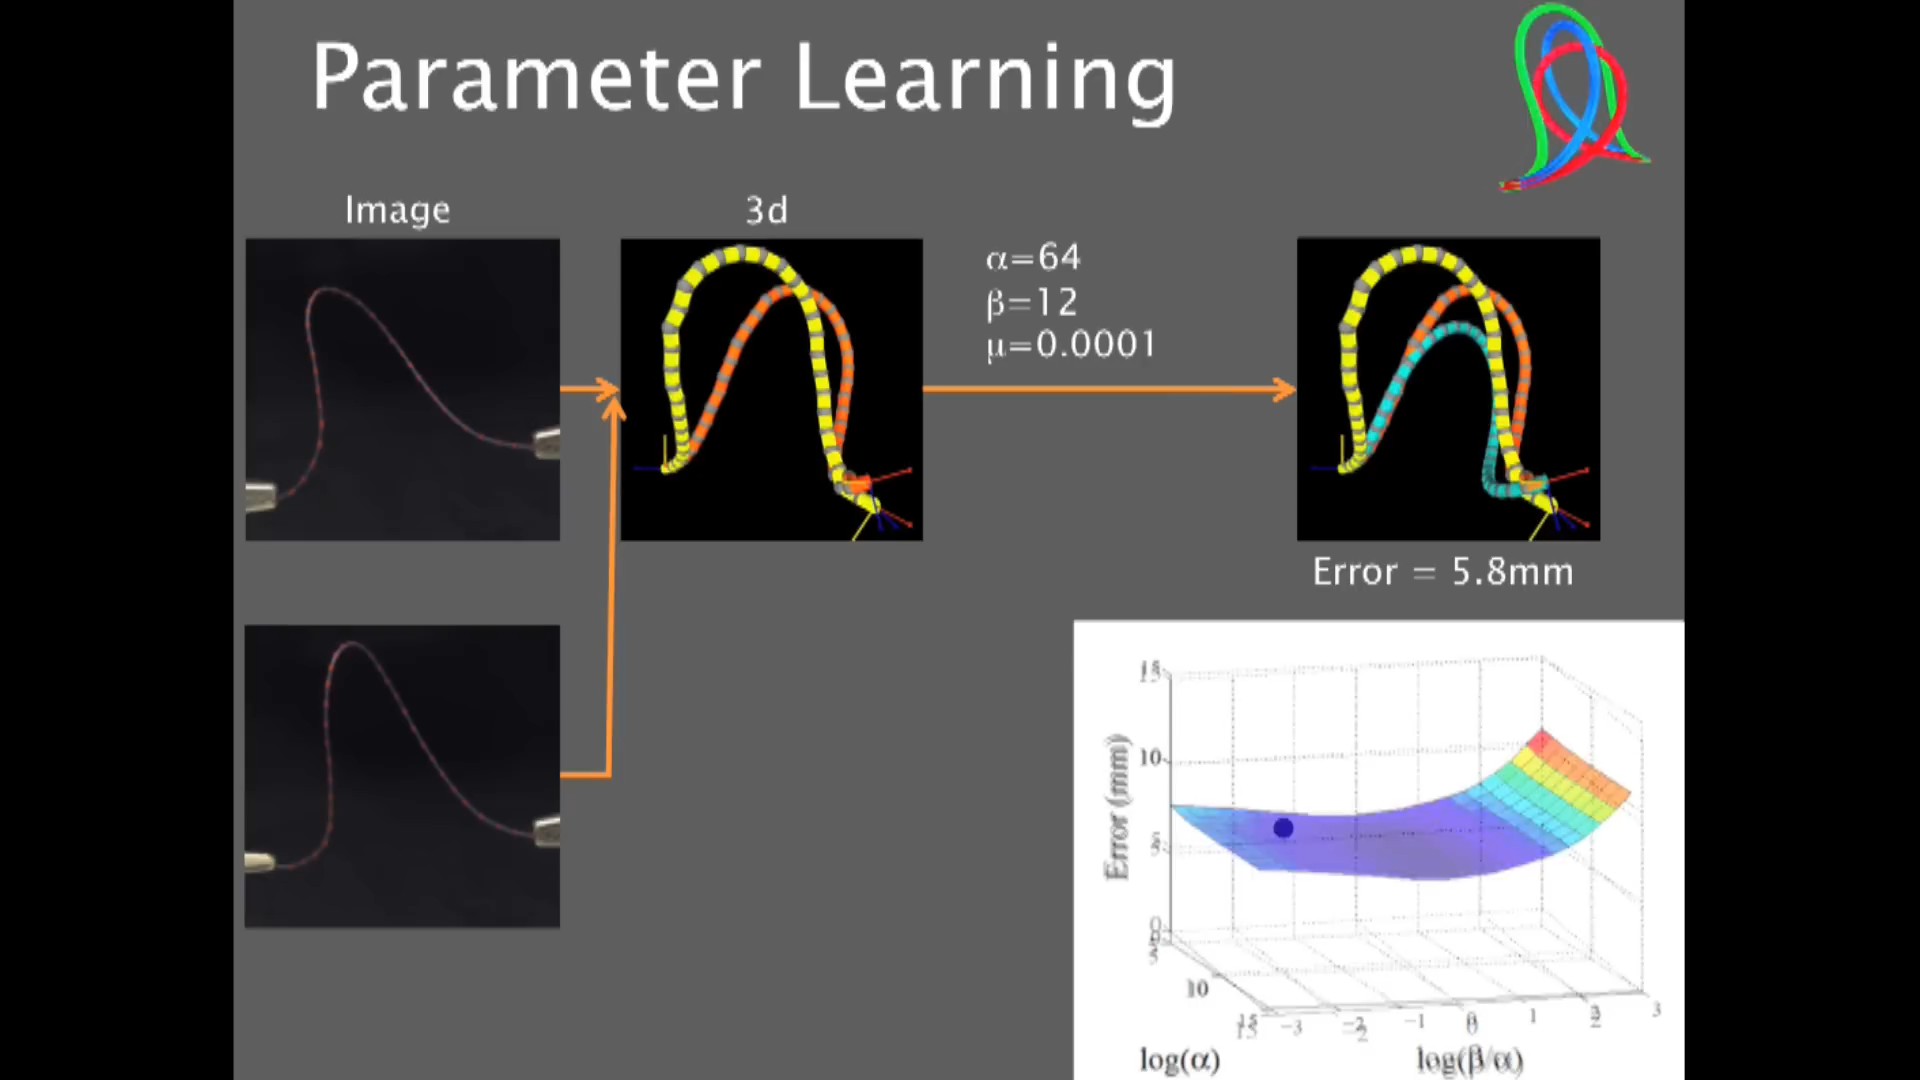 Parameter Learning
Image
3d
α=64
β=12
μ=0.0001
Error = 5.8mm
Error (mm)
15
10
5
0
10
15
-3
-2
-1
0
1
2
3
log(α)
log(β/α)